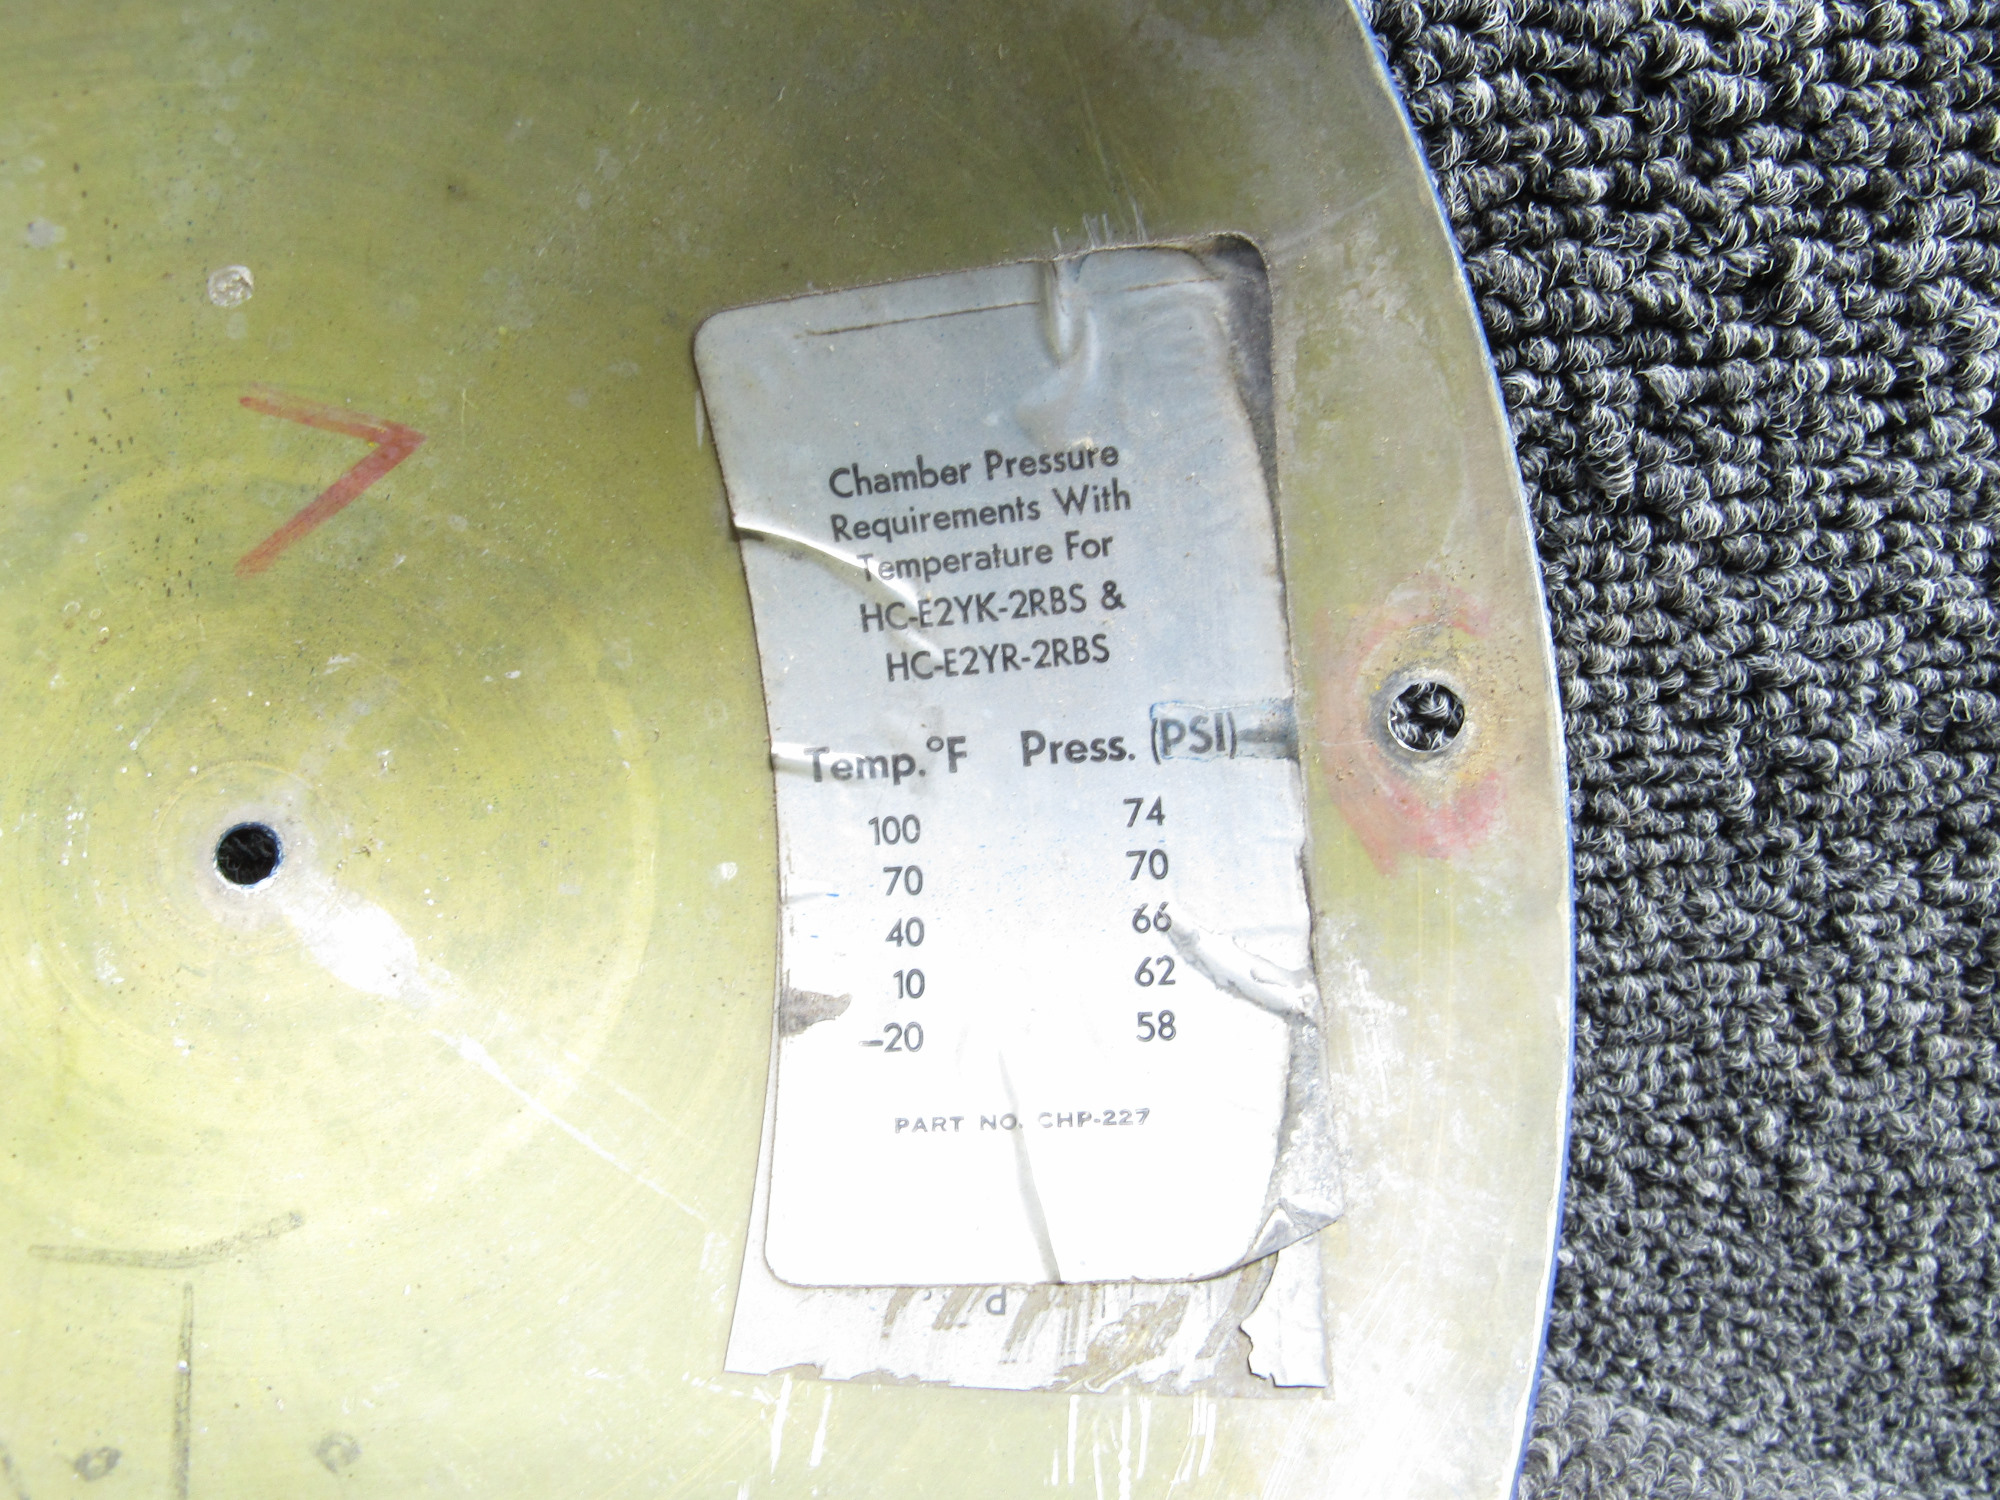 Chamber Pressure
Requirements With
Temperature For
HC-E2YK-2RBS &
HC-E2YR-2RBS
Temp.°F Press. (PSI)
100 74
70 70
40 66
10 62
–20 58
PART NO. CHP-227